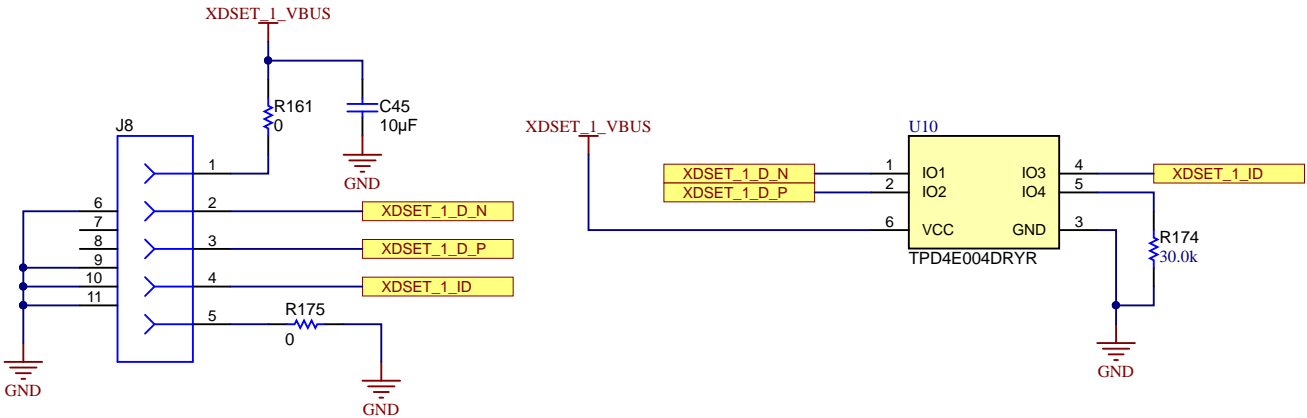 XDSET_1_VBUS
R161
0
C45
10µF
GND
J8
1
2
3
4
5
6
7
8
9
10
11
XDSET_1_D_N
XDSET_1_D_P
XDSET_1_ID
R175
0
GND
GND
XDSET_1_VBUS
U10
XDSET_1_D_N
XDSET_1_D_P
1
2
6
IO1
IO2
VCC
IO3
IO4
GND
4
5
3
TPD4E004DRYR
XDSET_1_ID
R174
30.0k
GND